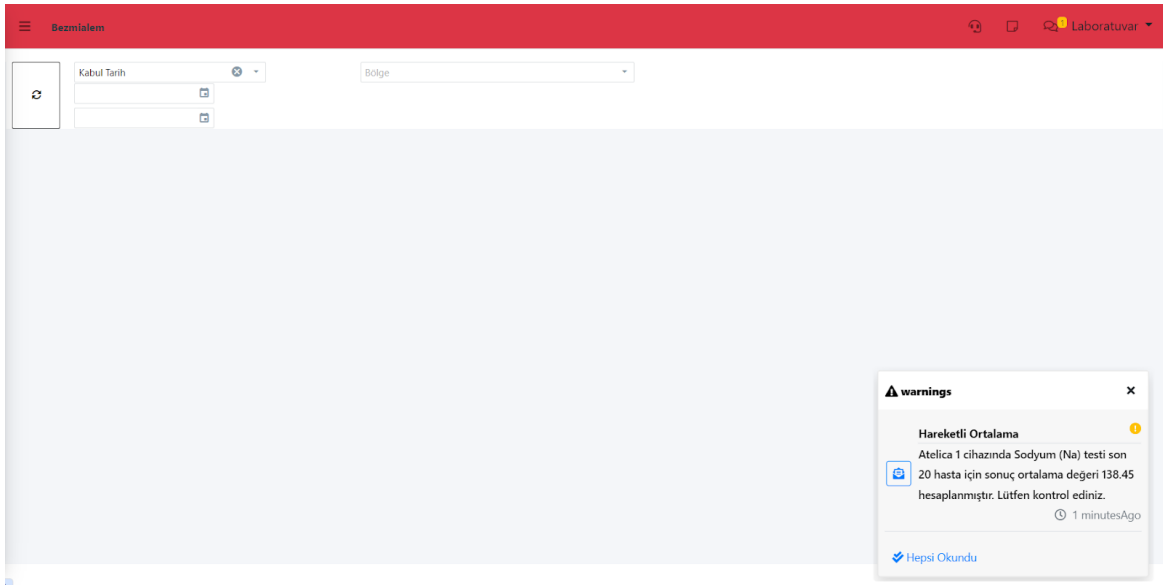 Bezmialem
1 Laboratuvar
Kabul Tarih
Bölge
warnings
Hareketli Ortalama
Atelica 1 cihazında Sodyum (Na) testi son
20 hasta için sonuç ortalama değeri 138.45
hesaplanmıştır. Lütfen kontrol ediniz.
1 minutesAgo
Hepsi Okundu